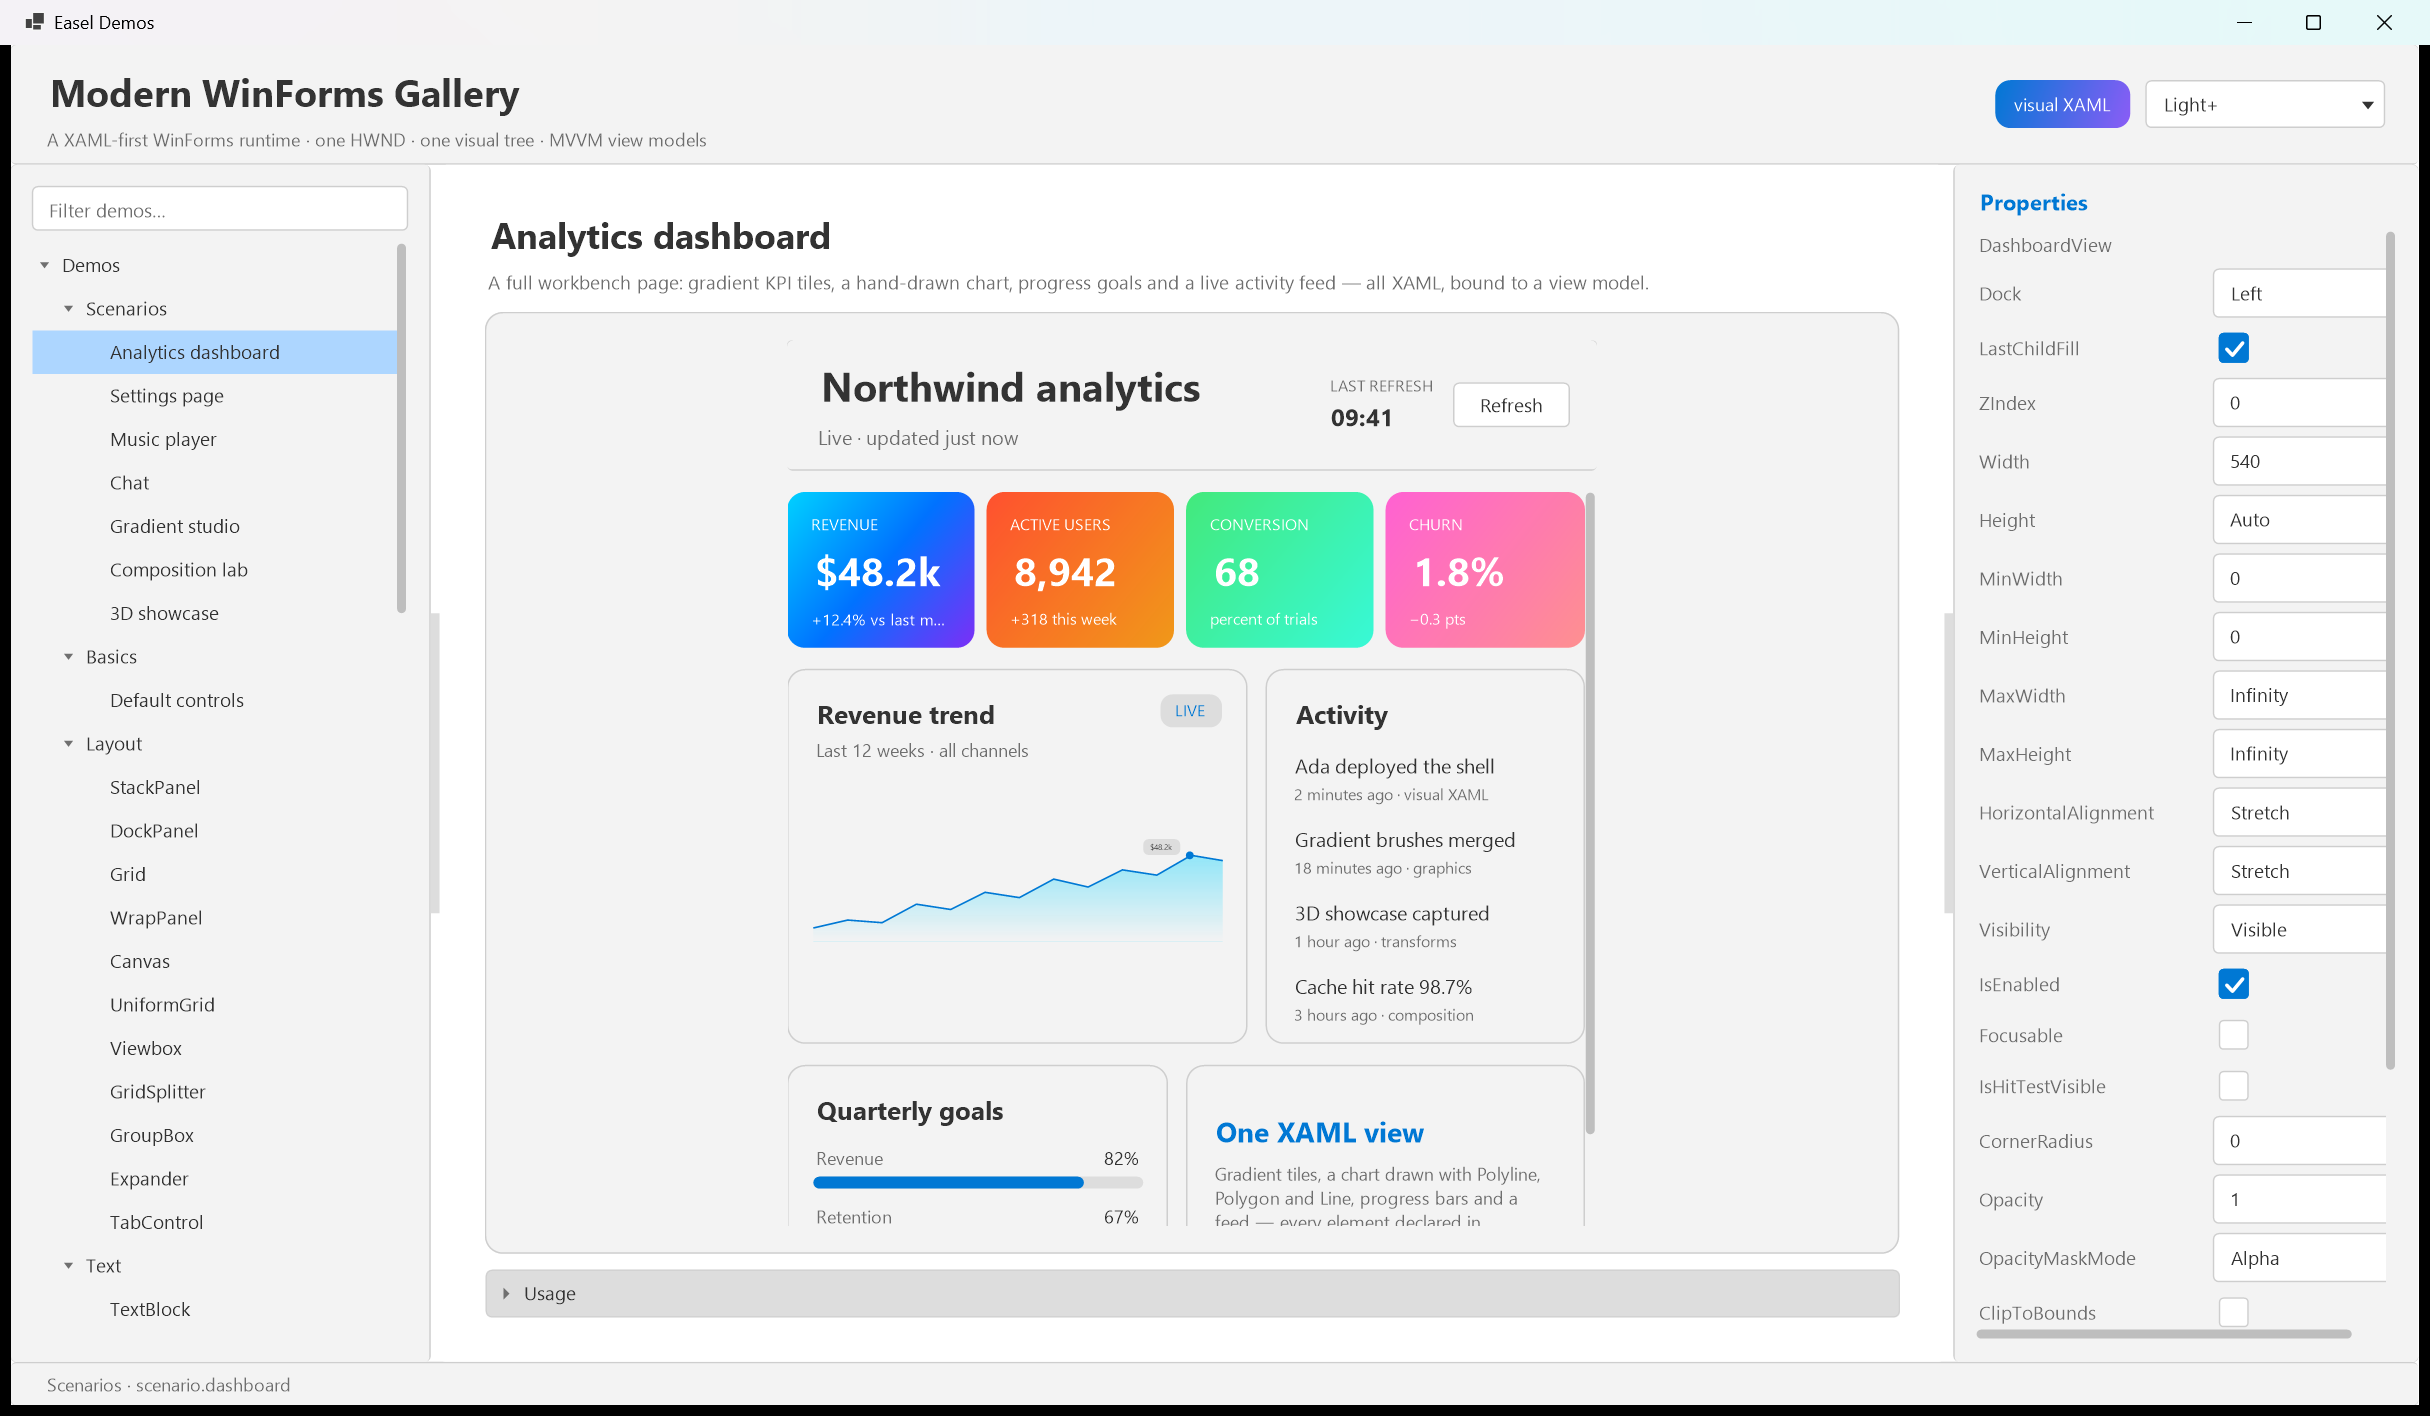 Easel Demos
Modern WinForms Gallery
A XAML-first WinForms runtime · one HWND · one visual tree · MVVM view models
visual XAML
Light+
Filter demos...
Demos
Scenarios
Analytics dashboard
Settings page
Music player
Chat
Gradient studio
Composition lab
3D showcase
Basics
Default controls
Layout
StackPanel
DockPanel
Grid
WrapPanel
Canvas
UniformGrid
Viewbox
GridSplitter
GroupBox
Expander
TabControl
Text
TextBlock
Analytics dashboard
A full workbench page: gradient KPI tiles, a hand-drawn chart, progress goals and a live activity feed — all XAML, bound to a view model.
Northwind analytics
Live · updated just now
LAST REFRESH
09:41
Refresh
REVENUE
$48.2k
+12.4% vs last m...
ACTIVE USERS
8,942
+318 this week
CONVERSION
68
percent of trials
CHURN
1.8%
−0.3 pts
Revenue trend
LIVE
Last 12 weeks · all channels
$48.2k
Activity
Ada deployed the shell
2 minutes ago · visual XAML
Gradient brushes merged
18 minutes ago · graphics
3D showcase captured
1 hour ago · transforms
Cache hit rate 98.7%
3 hours ago · composition
Quarterly goals
Revenue 82%
Retention 67%
One XAML view
Gradient tiles, a chart drawn with Polyline,
Polygon and Line, progress bars and a
feed — every element declared in
Usage
Properties
DashboardView
Dock Left
LastChildFill
ZIndex 0
Width 540
Height Auto
MinWidth 0
MinHeight 0
MaxWidth Infinity
MaxHeight Infinity
HorizontalAlignment Stretch
VerticalAlignment Stretch
Visibility Visible
IsEnabled
Focusable
IsHitTestVisible
CornerRadius 0
Opacity 1
OpacityMaskMode Alpha
ClipToBounds
Scenarios · scenario.dashboard